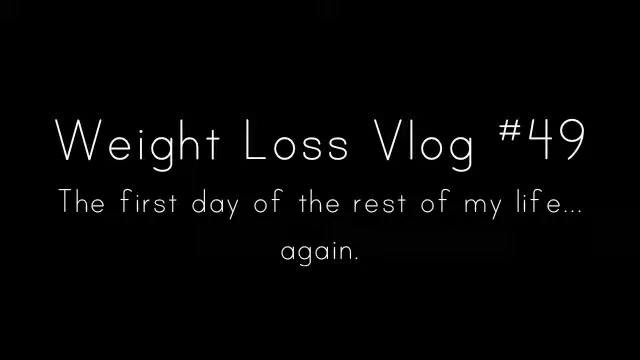 Weight Loss Vlog #49
The first day of the rest of my life...
again.